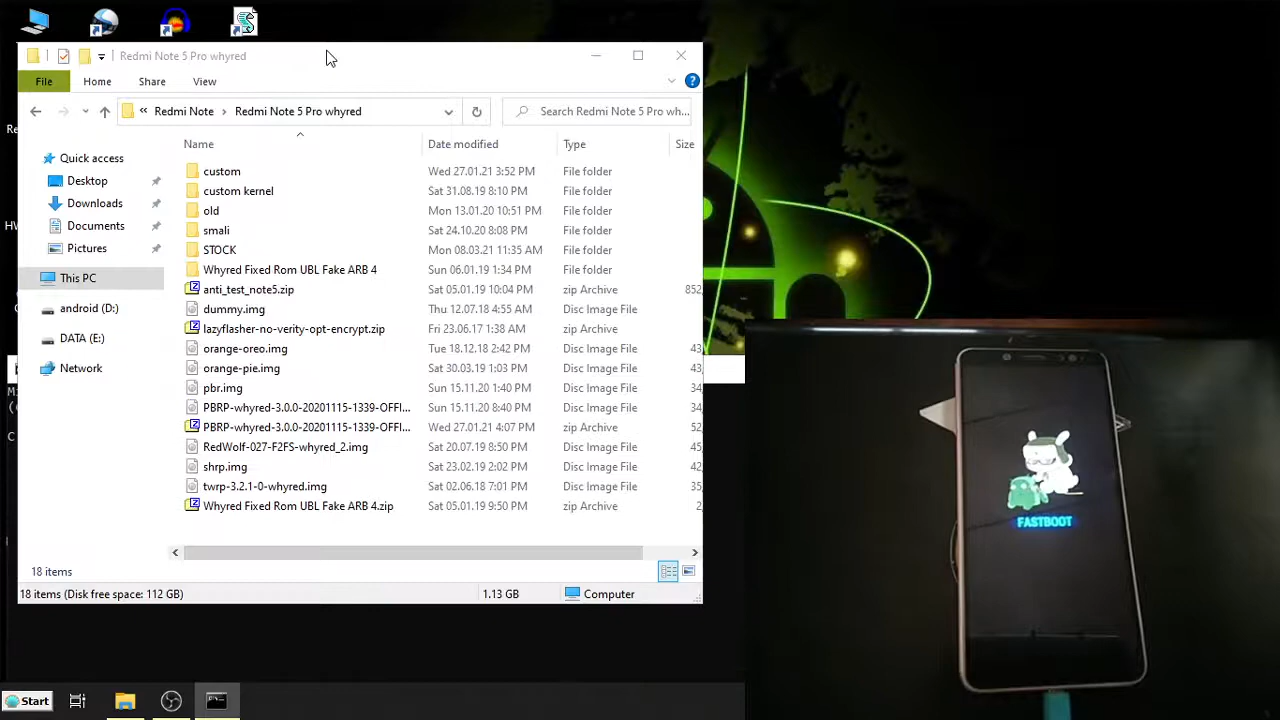 Redmi Note 5 Pro whyred
File Home Share View
« Redmi Note > Redmi Note 5 Pro whyred
Search Redmi Note 5 Pro wh...
Name Date modified Type Size
Quick access
Desktop
Downloads
Documents
Pictures
This PC
android (D:)
DATA (E:)
Network
custom Wed 27.01.21 3:52 PM File folder
custom kernel Sat 31.08.19 8:10 PM File folder
old Mon 13.01.20 10:51 PM File folder
smali Sat 24.10.20 8:08 PM File folder
STOCK Mon 08.03.21 11:35 AM File folder
Whyred Fixed Rom UBL Fake ARB 4 Sun 06.01.19 1:34 PM File folder
anti_test_note5.zip Sat 05.01.19 10:04 PM zip Archive 852,
dummy.img Thu 12.07.18 4:55 AM Disc Image File
lazyflasher-no-verity-opt-encrypt.zip Fri 23.06.17 1:38 AM zip Archive
orange-oreo.img Tue 18.12.18 2:42 PM Disc Image File 43,
orange-pie.img Sat 30.03.19 1:03 PM Disc Image File 43,
pbr.img Sun 15.11.20 1:40 PM Disc Image File 34,
PBRP-whyred-3.0.0-20201115-1339-OFFI... Sun 15.11.20 8:40 PM Disc Image File 34,
PBRP-whyred-3.0.0-20201115-1339-OFFI... Wed 27.01.21 4:07 PM zip Archive 52,
RedWolf-027-F2FS-whyred_2.img Sat 20.07.19 8:50 PM Disc Image File 45,
shrp.img Sat 23.02.19 2:02 PM Disc Image File 42,
twrp-3.2.1-0-whyred.img Sat 02.06.18 7:01 PM Disc Image File 35,
Whyred Fixed Rom UBL Fake ARB 4.zip Sat 05.01.19 9:50 PM zip Archive 2,
18 items
18 items (Disk free space: 112 GB) 1.13 GB Computer
Start
FASTBOOT